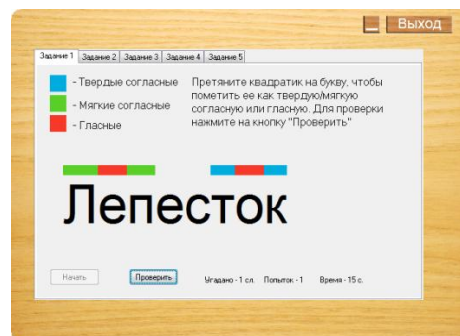 Выход
Задание 1 Задание 2 Задание 3 Задание 4 Задание 5
- Твердые согласные
- Мягкие согласные
- Гласные
Претяните квадратик на букву, чтобы
пометить ее как твердую/мягкую
согласную или гласную. Для проверки
нажмите на кнопку "Проверить"
Лепесток
Начать Проверить Угадано - 1 сл. Попыток - 1 Время - 15 с.